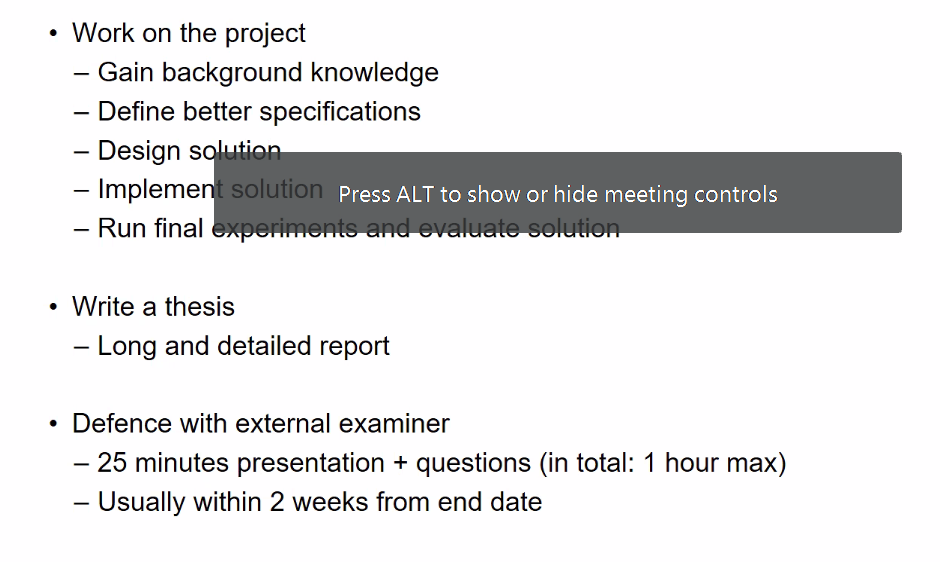 • Work on the project
– Gain background knowledge
– Define better specifications
– Design solution
– Implement solution
Press ALT to show or hide meeting controls
– Run final experiments and evaluate solution
• Write a thesis
– Long and detailed report
• Defence with external examiner
– 25 minutes presentation + questions (in total: 1 hour max)
– Usually within 2 weeks from end date